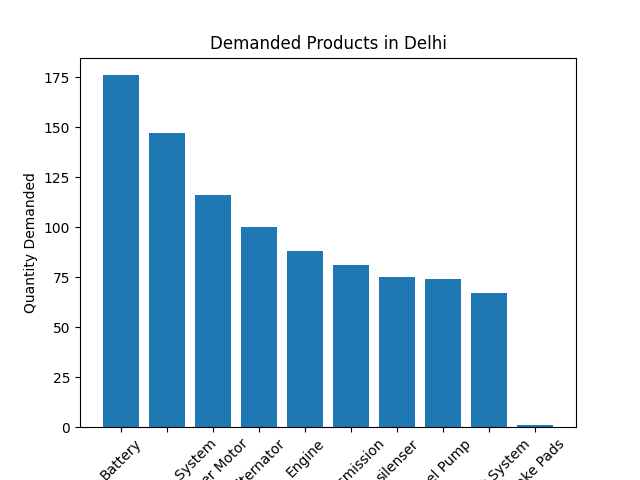 Demanded Products in Delhi
Quantity Demanded
175
150
125
100
75
50
25
0
Battery
System
Motor
Engine
silenser
Pump
System
Pads